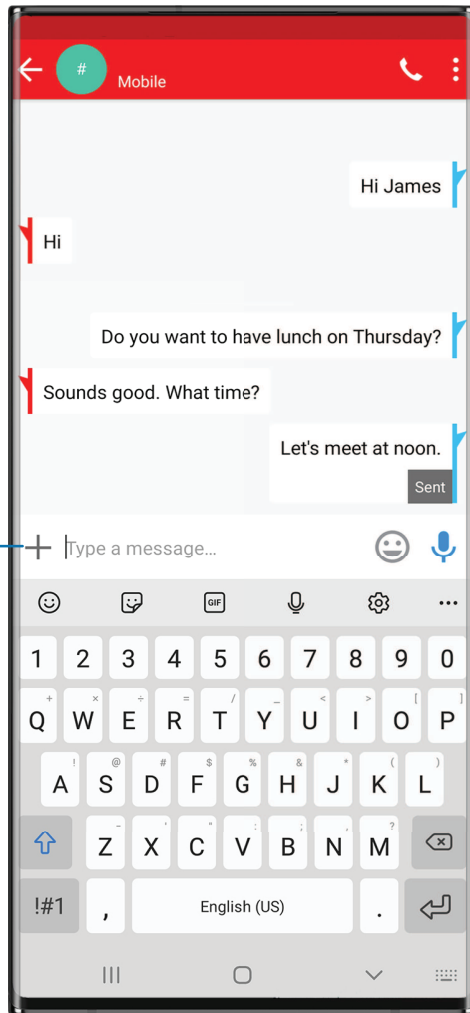 #
Mobile
Hi James
Hi
Do you want to have lunch on Thursday?
Sounds good. What time?
Let's meet at noon.
Sent
Type a message...
GIF
1 2 3 4 5 6 7 8 9 0
+ × ÷ = / _ < > [ ]
Q W E R T Y U I O P
! @ # $ % & * ( )
A S D F G H J K L
- ' " : ; , ?
Z X C V B N M
!#1 , English (US) .